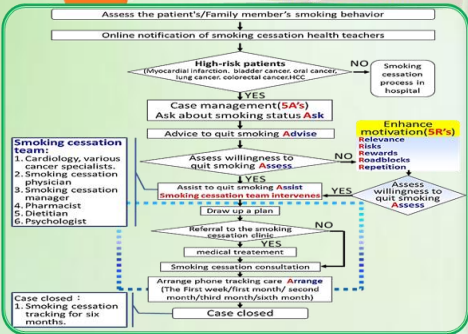 Assess the patient's/Family member's smoking behavior
Online notification of smoking cessation health teachers
High-risk patients
(Myocardial infarction, bladder cancer, oral cancer,
lung cancer, colorectal cancer,HCC
NO
Smoking
cessation
process in
hospital
YES
Case management(5A's)
Ask about smoking status Ask
Advice to quit smoking Advise
Assess willingness to
quit smoking Assess
NO
Enhance
motivation(5R's)
Relevance
Risks
Rewards
Roadblocks
Repetition
Assess
willingness to
quit smoking
Assess
YES
YES
Smoking cessation
team:
1. Cardiology, various
cancer specialists.
2. Smoking cessation
physician
3. Smoking cessation
manager
4. Pharmacist
5. Dietitian
6. Psychologist
Assist to quit smoking Assist
Smoking cessation team intervenes
Draw up a plan
Referral to the smoking
cessation clinic
NO
YES
medical treatement
Smoking cessation consultation
Arrange phone tracking care Arrange
(The First week/first month/ second
month/third month/sixth month)
Case closed：
1. Smoking cessation
tracking for six
months.
Case closed